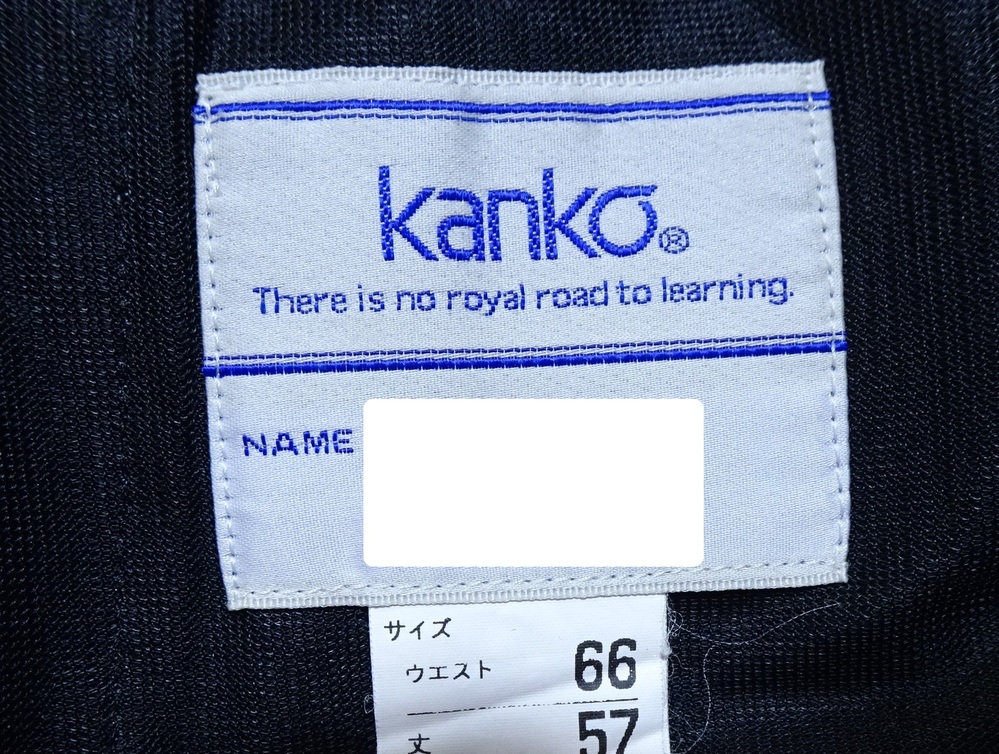 kanko®
There is no royal road to learning.
NAME
サイズ
ウエスト 66
丈 57